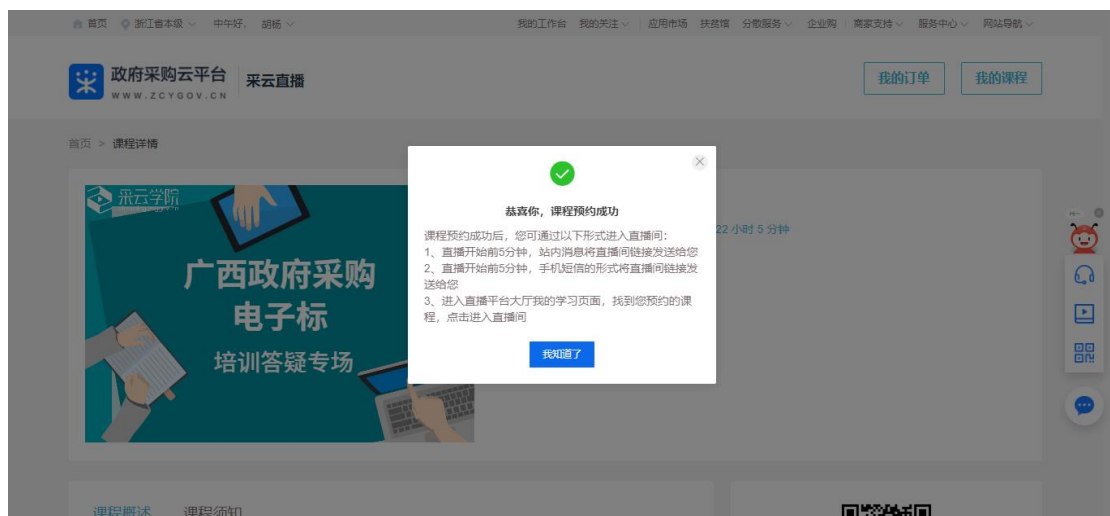 首页 浙江省本级 中午好, 胡杨 我的工作台 我的关注 应用市场 扶贫馆 分散服务 企业购 商家支持 服务中心 网站导航
政府采购云平台 采云直播 我的订单 我的课程
WWW.ZCYGOV.CN
首页 > 课程详情
采云学院
恭喜你，课程预约成功
22 小时 5 分钟
课程预约成功后，您可通过以下形式进入直播间：
1、直播开始前5分钟，站内消息将直播间链接发送给您
2、直播开始前5分钟，手机短信的形式将直播间链接发
送给您
3、进入直播平台大厅我的学习页面，找到您预约的课
程，点击进入直播间
我知道了
广西政府采购
电子标
培训答疑专场
课程概述 课程须知